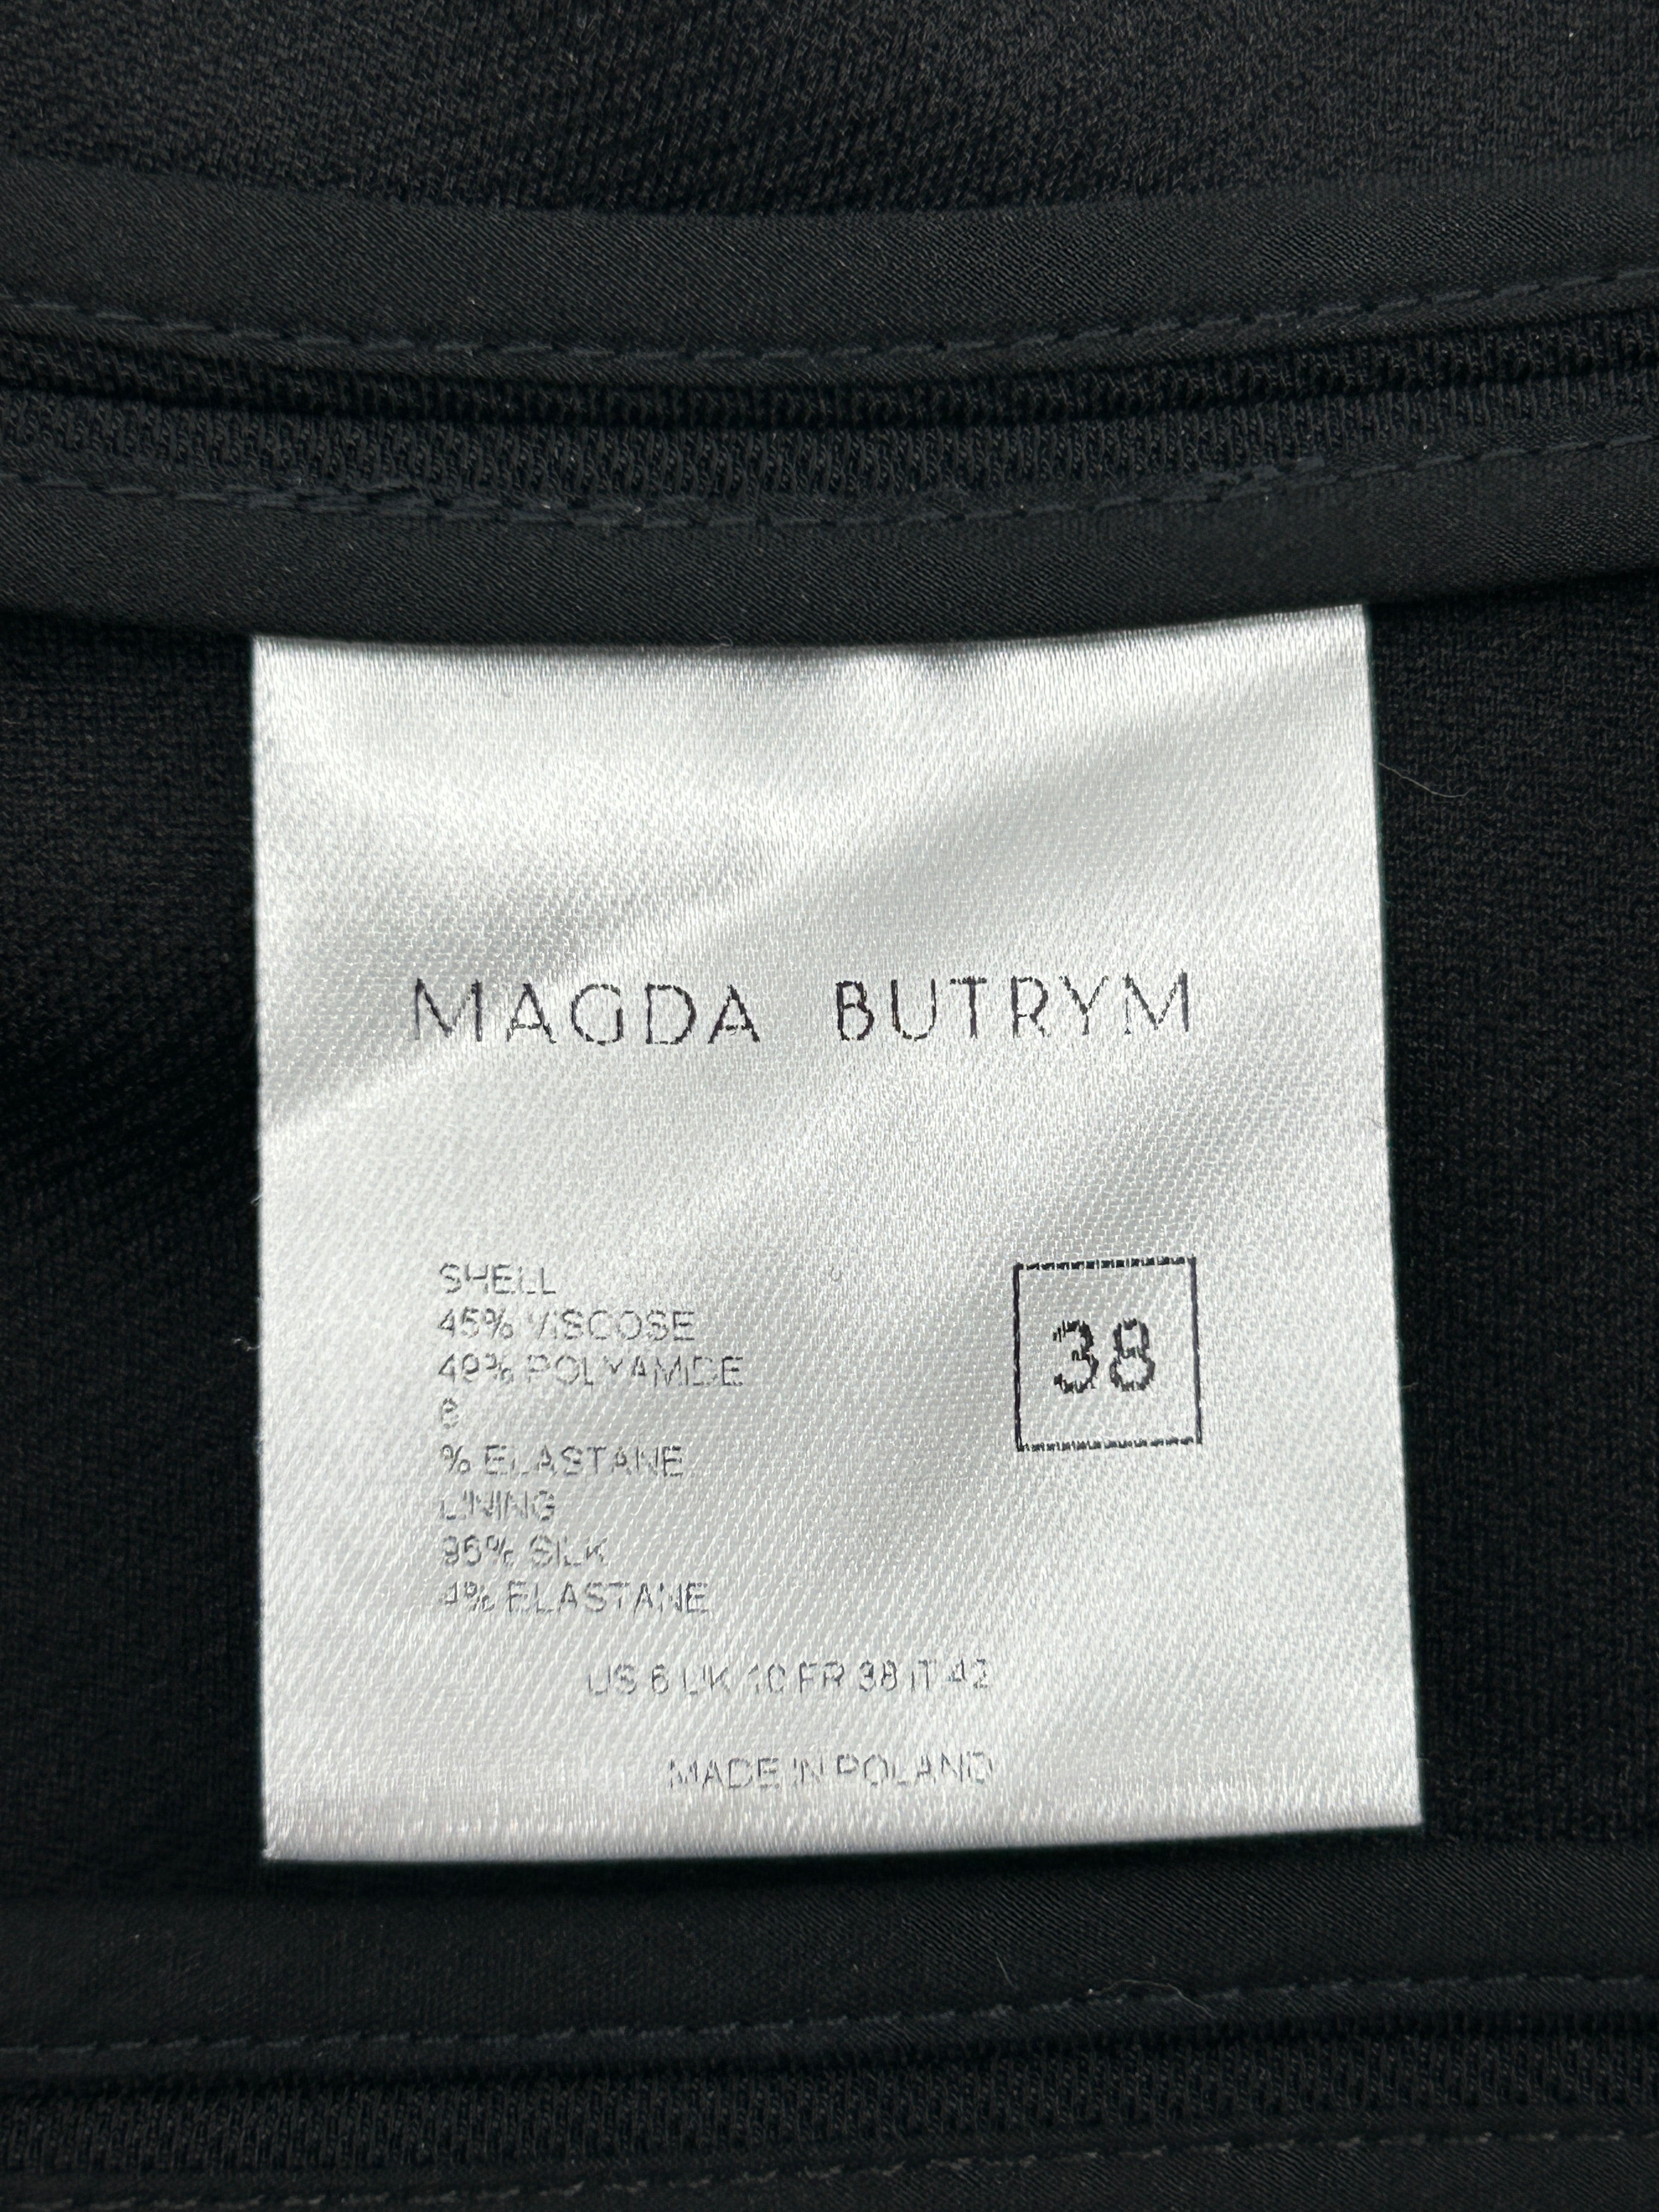 MAGDA BUTRYM
38
SHELL
45% VISCOSE
49% POLYAMIDE
6
% ELASTANE
LINING
96% SILK
4% ELASTANE
US 6 UK 10 FR 38 IT 42
MADE IN POLAND